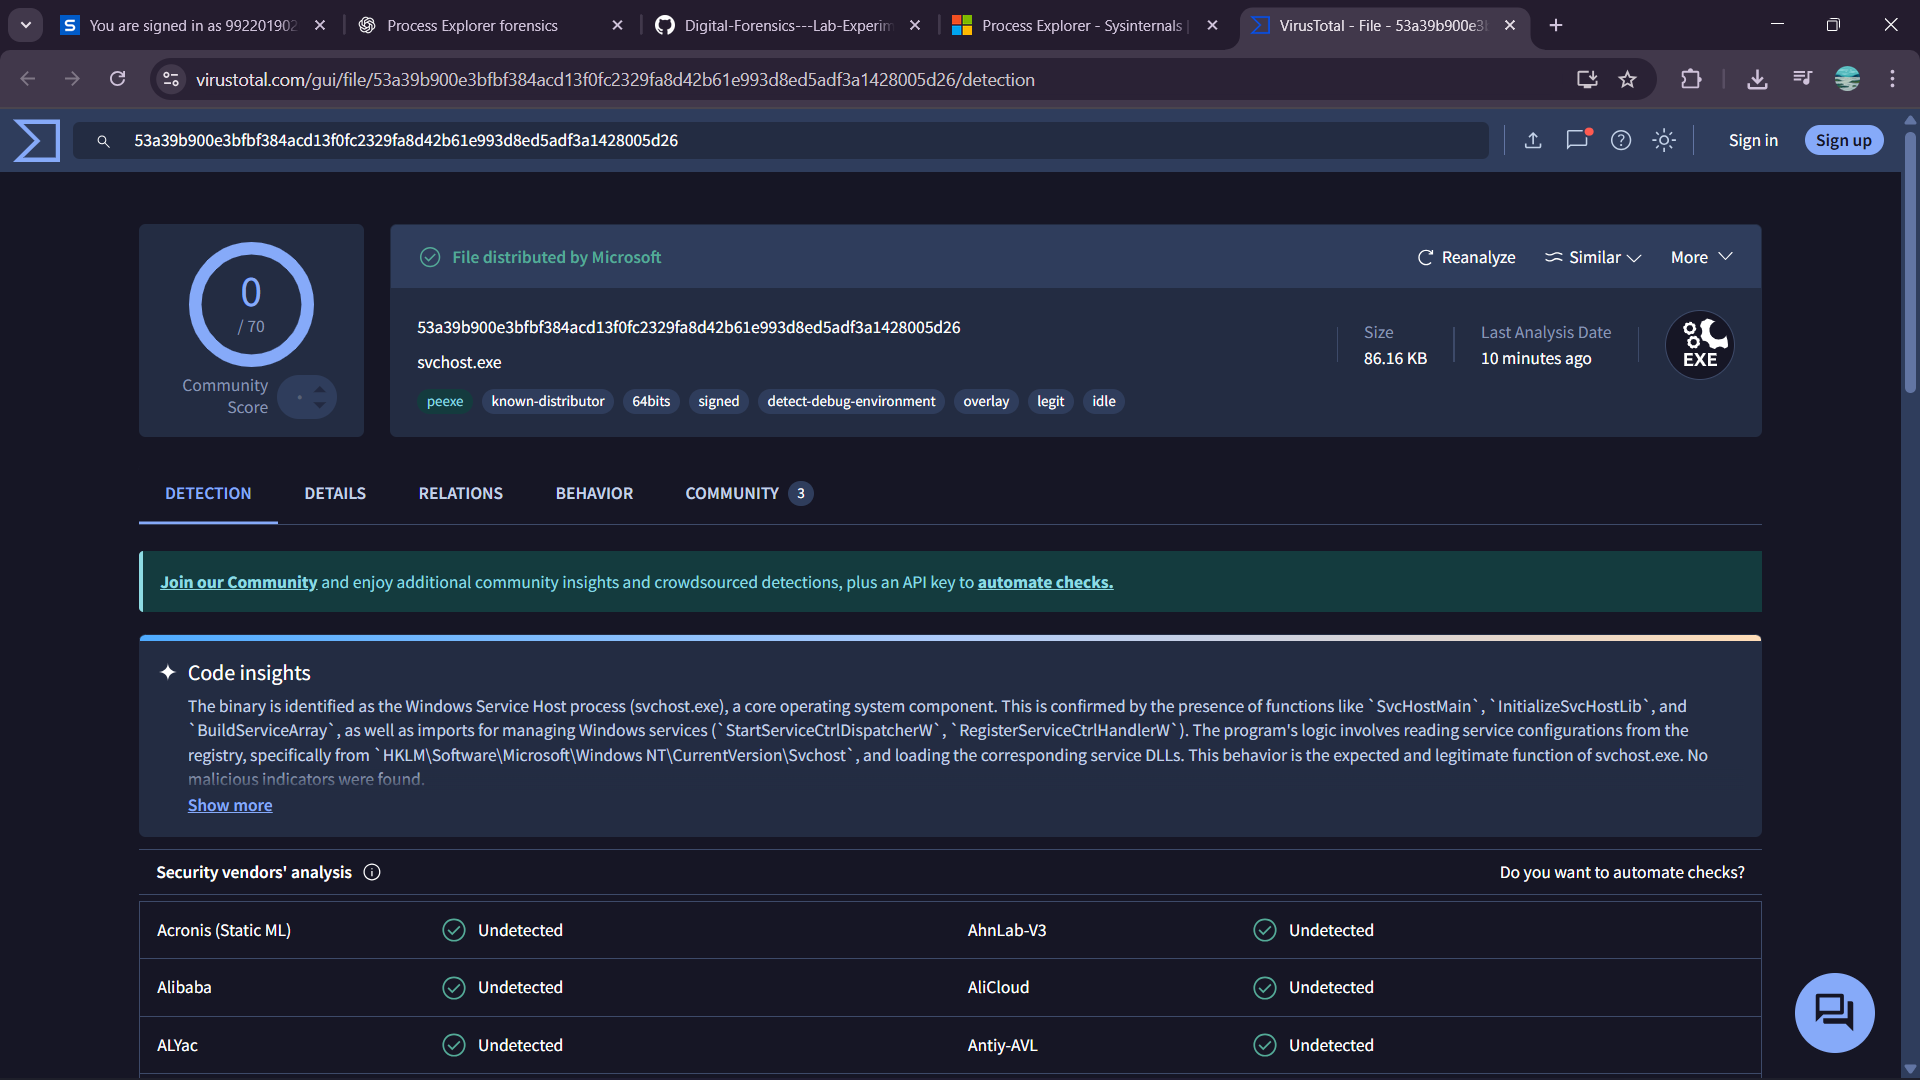 You are signed in as 992201902
Process Explorer forensics
Digital-Forensics---Lab-Experim
Process Explorer - Sysinternals |
VirusTotal - File - 53a39b900e3b
virustotal.com/gui/file/53a39b900e3bfbf384acd13f0fc2329fa8d42b61e993d8ed5adf3a1428005d26/detection
53a39b900e3bfbf384acd13f0fc2329fa8d42b61e993d8ed5adf3a1428005d26
Sign in
Sign up
0
/ 70
Community
Score
File distributed by Microsoft
Reanalyze
Similar
More
53a39b900e3bfbf384acd13f0fc2329fa8d42b61e993d8ed5adf3a1428005d26
svchost.exe
peexe
known-distributor
64bits
signed
detect-debug-environment
overlay
legit
idle
Size
86.16 KB
Last Analysis Date
10 minutes ago
EXE
DETECTION
DETAILS
RELATIONS
BEHAVIOR
COMMUNITY 3
Join our Community and enjoy additional community insights and crowdsourced detections, plus an API key to automate checks.
Code insights
The binary is identified as the Windows Service Host process (svchost.exe), a core operating system component. This is confirmed by the presence of functions like `SvcHostMain`, `InitializeSvcHostLib`, and
`BuildServiceArray`, as well as imports for managing Windows services (`StartServiceCtrlDispatcherW`, `RegisterServiceCtrlHandlerW`). The program's logic involves reading service configurations from the
registry, specifically from `HKLM\Software\Microsoft\Windows NT\CurrentVersion\Svchost`, and loading the corresponding service DLLs. This behavior is the expected and legitimate function of svchost.exe. No
malicious indicators were found.
Show more
Security vendors' analysis
Do you want to automate checks?
Acronis (Static ML)
Undetected
AhnLab-V3
Undetected
Alibaba
Undetected
AliCloud
Undetected
ALYac
Undetected
Antiy-AVL
Undetected